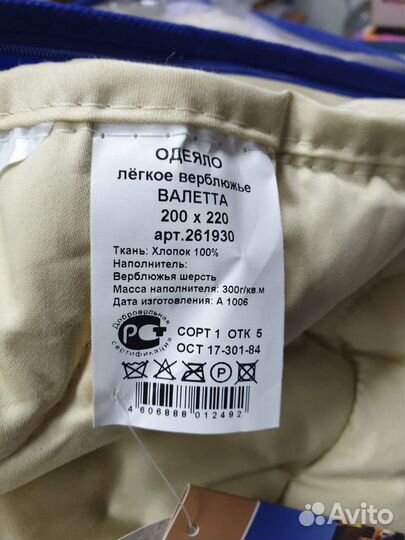 ОДЕЯЛО
лёгкое верблюжье
ВАЛЕТТА
200 х 220
арт.261930
Ткань: Хлопок 100%
Наполнитель:
Верблюжья шерсть
Масса наполнителя: 300г/кв.м
Дата изготовления: А 1006
Добровольная
РСТ
сертификация
СОРТ 1 ОТК 5
ОСТ 17-301-84
P
4 606888 012492
Avito